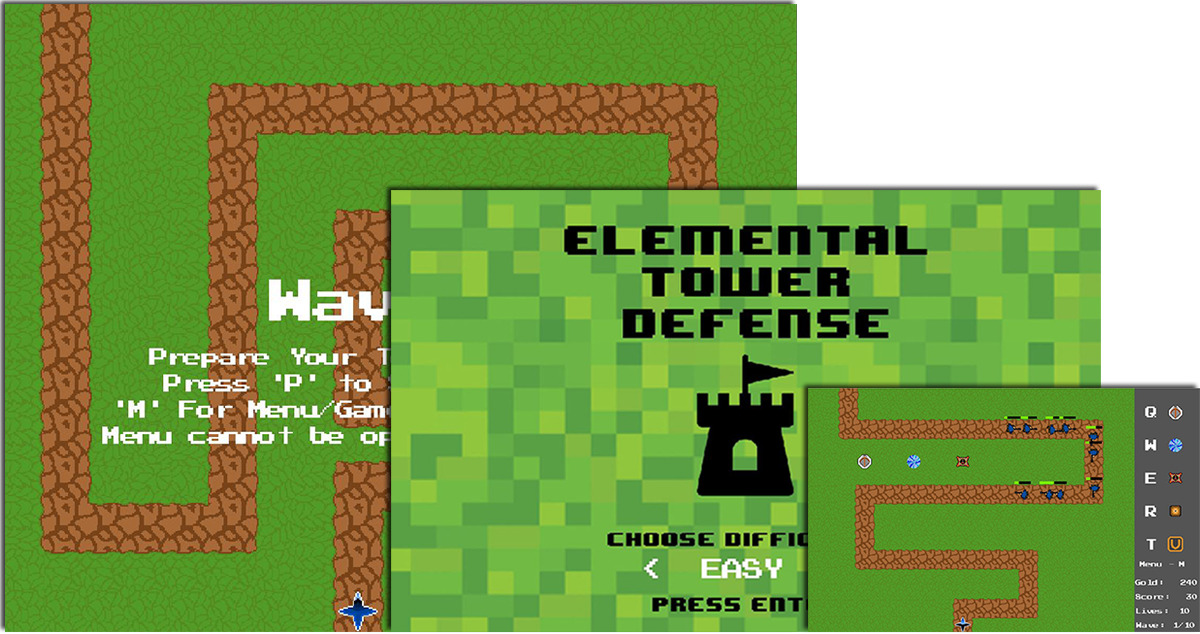 Wav
Prepare Your T
Press 'P' to
'M' For Menu/Game
Menu cannot be op
ELEMENTAL
TOWER
DEFENSE
CHOOSE DIFFIC
< EASY
PRESS ENT
Q
W
E
R
T U
Menu - M
Gold: 240
Score: 30
Lives: 10
Wave: 1/10